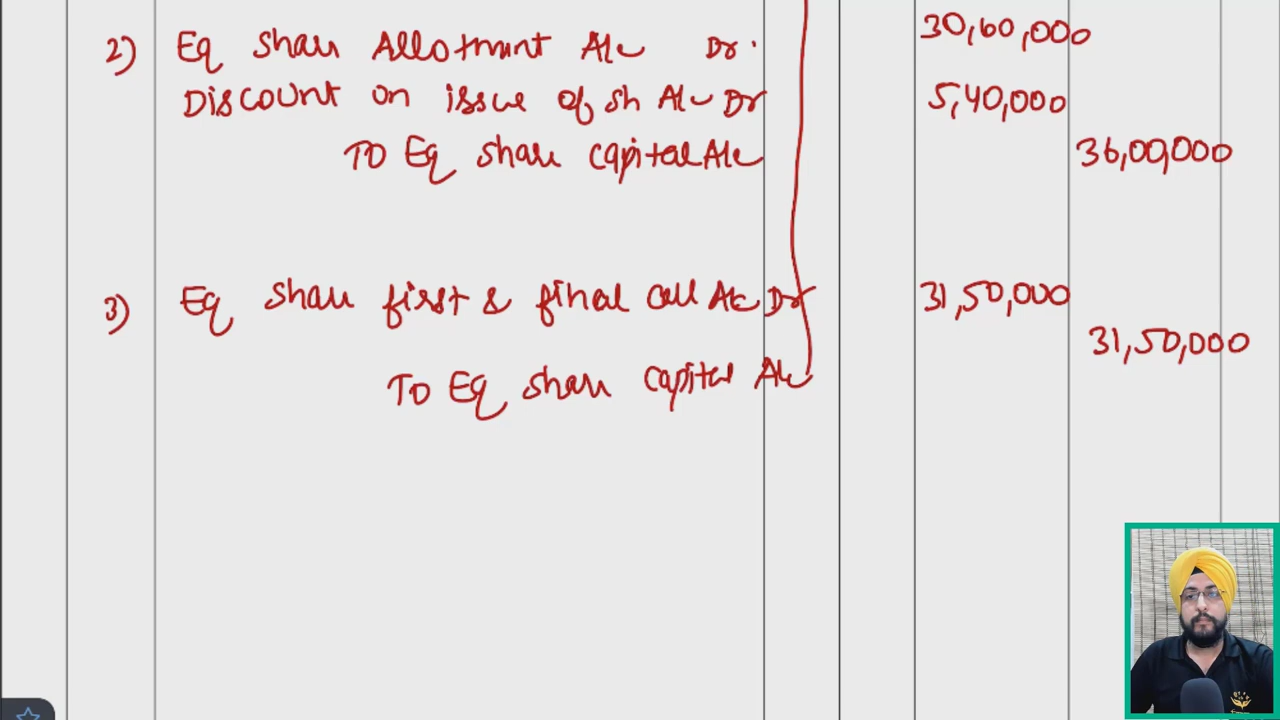 2) Eq Share Allotment A/c Dr. 30,60,000
Discount on issue of sh A/c Dr 5,40,000
To Eq share capital A/c 36,00,000
3) Eq Share first & final call A/c Dr 31,50,000
31,50,000
To Eq share capital A/c